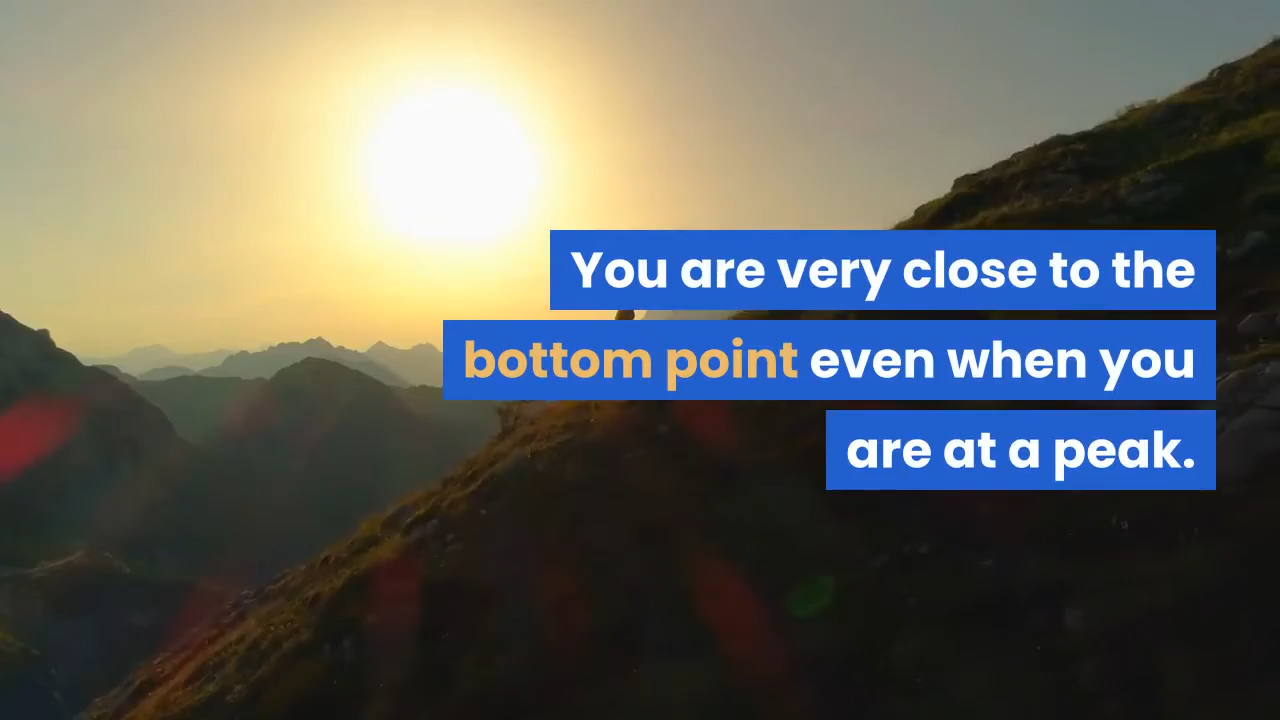 You are very close to the
bottom point even when you
are at a peak.